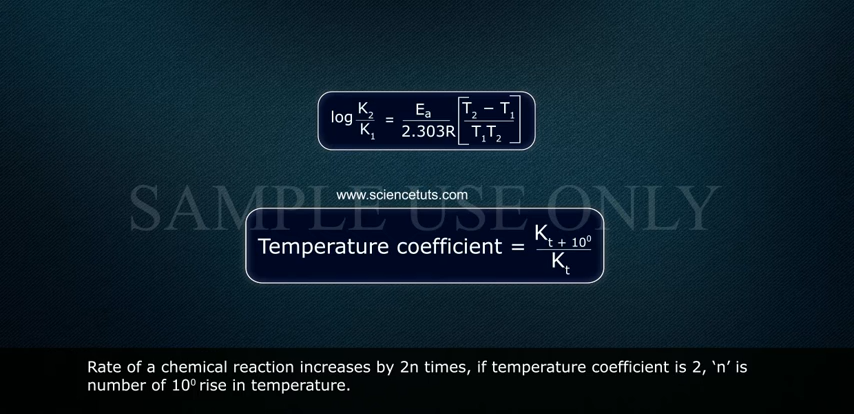 log K₂/K₁ = Eₐ/2.303R [T₂ − T₁/T₁T₂]
www.sciencetuts.com
SAMPLE USE ONLY
Temperature coefficient = Kₜ ₊ ₁₀⁰/Kₜ
Rate of a chemical reaction increases by 2n times, if temperature coefficient is 2, ‘n’ is
number of 10⁰ rise in temperature.